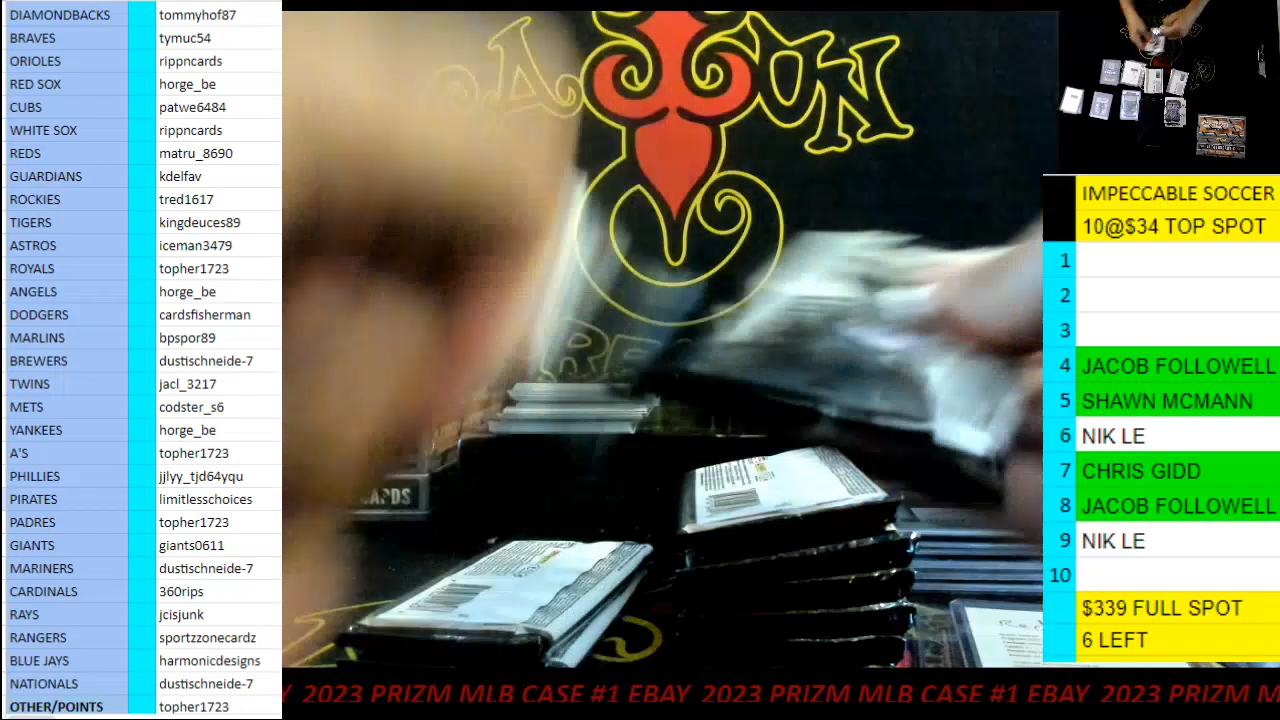 DIAMONDBACKS tommyhof87
BRAVES tymuc54
ORIOLES rippncards
RED SOX horge_be
CUBS patwe6484
WHITE SOX rippncards
REDS matru_8690
GUARDIANS kdelfav
ROCKIES tred1617
TIGERS kingdeuces89
ASTROS iceman3479
ROYALS topher1723
ANGELS horge_be
DODGERS cardsfisherman
MARLINS bpspor89
BREWERS dustischneide-7
TWINS jacl_3217
METS codster_s6
YANKEES horge_be
A'S topher1723
PHILLIES jjlyy_tjd64yqu
PIRATES limitlesschoices
PADRES topher1723
GIANTS giants0611
MARINERS dustischneide-7
CARDINALS 360rips
RAYS jcisjunk
RANGERS sportzzonecardz
BLUE JAYS harmonicdesigns
NATIONALS dustischneide-7
OTHER/POINTS topher1723
IMPECCABLE SOCCER
10@$34 TOP SPOT
1
2
3
4 JACOB FOLLOWELL
5 SHAWN MCMANN
6 NIK LE
7 CHRIS GIDD
8 JACOB FOLLOWELL
9 NIK LE
10
$339 FULL SPOT
6 LEFT
Y 2023 PRIZM MLB CASE #1 EBAY 2023 PRIZM MLB CASE #1 EBAY 2023 PRIZM M